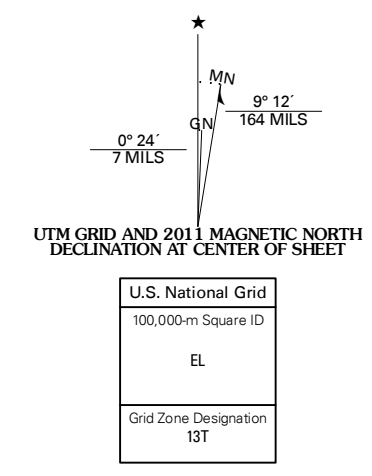 ★
MN
9° 12´
164 MILS
GN
0° 24´
7 MILS
UTM GRID AND 2011 MAGNETIC NORTH
DECLINATION AT CENTER OF SHEET
U.S. National Grid
100,000-m Square ID
EL
Grid Zone Designation
13T